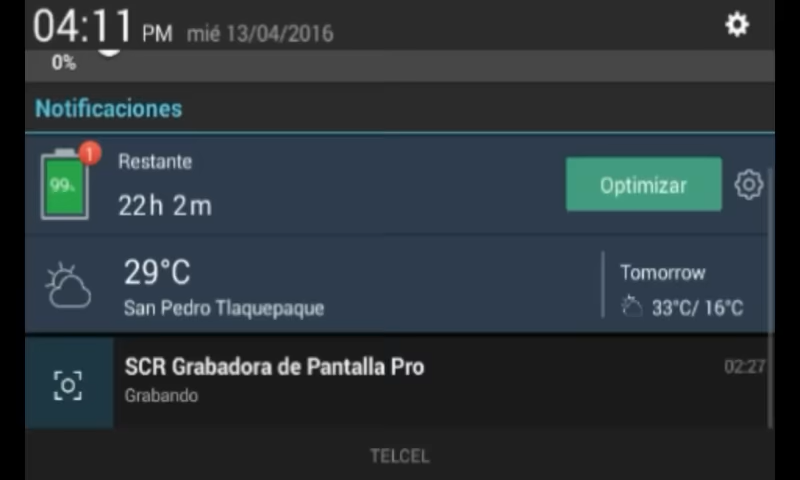 04:11 PM mié 13/04/2016
0%
Notificaciones
1
99%
Restante
22h 2m
Optimizar
29°C
San Pedro Tlaquepaque
Tomorrow
33°C/ 16°C
SCR Grabadora de Pantalla Pro
02:27
Grabando
TELCEL